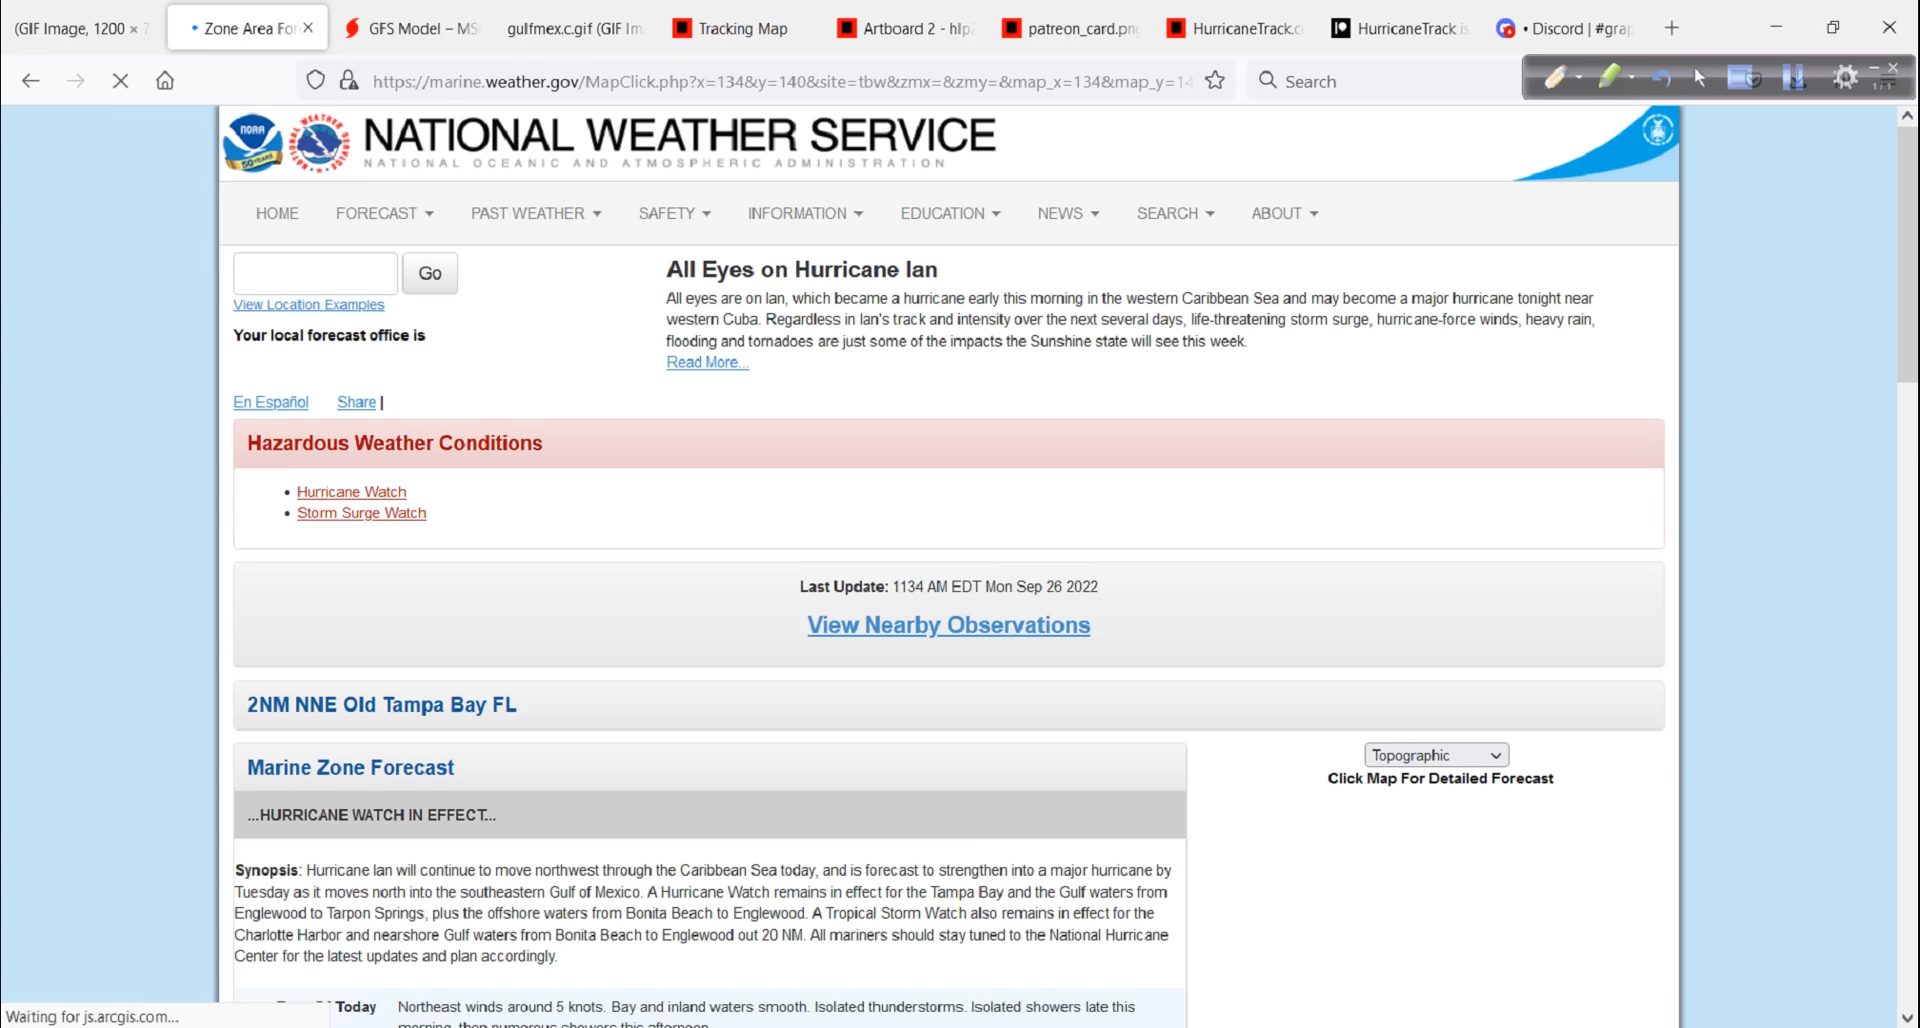 (GIF Image, 1200 × 7
Zone Area For
GFS Model – MS
gulfmex.c.gif (GIF Im
Tracking Map
Artboard 2 - hlp2
patreon_card.png
HurricaneTrack.c
HurricaneTrack is
• Discord | #grap
https://marine.weather.gov/MapClick.php?x=134&y=140&site=tbw&zmx=&zmy=&map_x=134&map_y=14
Search
1 / 1
NOAA
50 YEARS
NATIONAL WEATHER SERVICE
NATIONAL OCEANIC AND ATMOSPHERIC ADMINISTRATION
HOME
FORECAST
PAST WEATHER
SAFETY
INFORMATION
EDUCATION
NEWS
SEARCH
ABOUT
Go
View Location Examples
Your local forecast office is
All Eyes on Hurricane Ian
All eyes are on Ian, which became a hurricane early this morning in the western Caribbean Sea and may become a major hurricane tonight near
western Cuba. Regardless in Ian's track and intensity over the next several days, life-threatening storm surge, hurricane-force winds, heavy rain,
flooding and tornadoes are just some of the impacts the Sunshine state will see this week.
Read More...
En Español Share |
Hazardous Weather Conditions
• Hurricane Watch
• Storm Surge Watch
Last Update: 1134 AM EDT Mon Sep 26 2022
View Nearby Observations
2NM NNE Old Tampa Bay FL
Marine Zone Forecast
...HURRICANE WATCH IN EFFECT...
Topographic
Click Map For Detailed Forecast
Synopsis: Hurricane Ian will continue to move northwest through the Caribbean Sea today, and is forecast to strengthen into a major hurricane by
Tuesday as it moves north into the southeastern Gulf of Mexico. A Hurricane Watch remains in effect for the Tampa Bay and the Gulf waters from
Englewood to Tarpon Springs, plus the offshore waters from Bonita Beach to Englewood. A Tropical Storm Watch also remains in effect for the
Charlotte Harbor and nearshore Gulf waters from Bonita Beach to Englewood out 20 NM. All mariners should stay tuned to the National Hurricane
Center for the latest updates and plan accordingly.
Today Northeast winds around 5 knots. Bay and inland waters smooth. Isolated thunderstorms. Isolated showers late this
morning, then numerous showers this afternoon.
Waiting for js.arcgis.com...